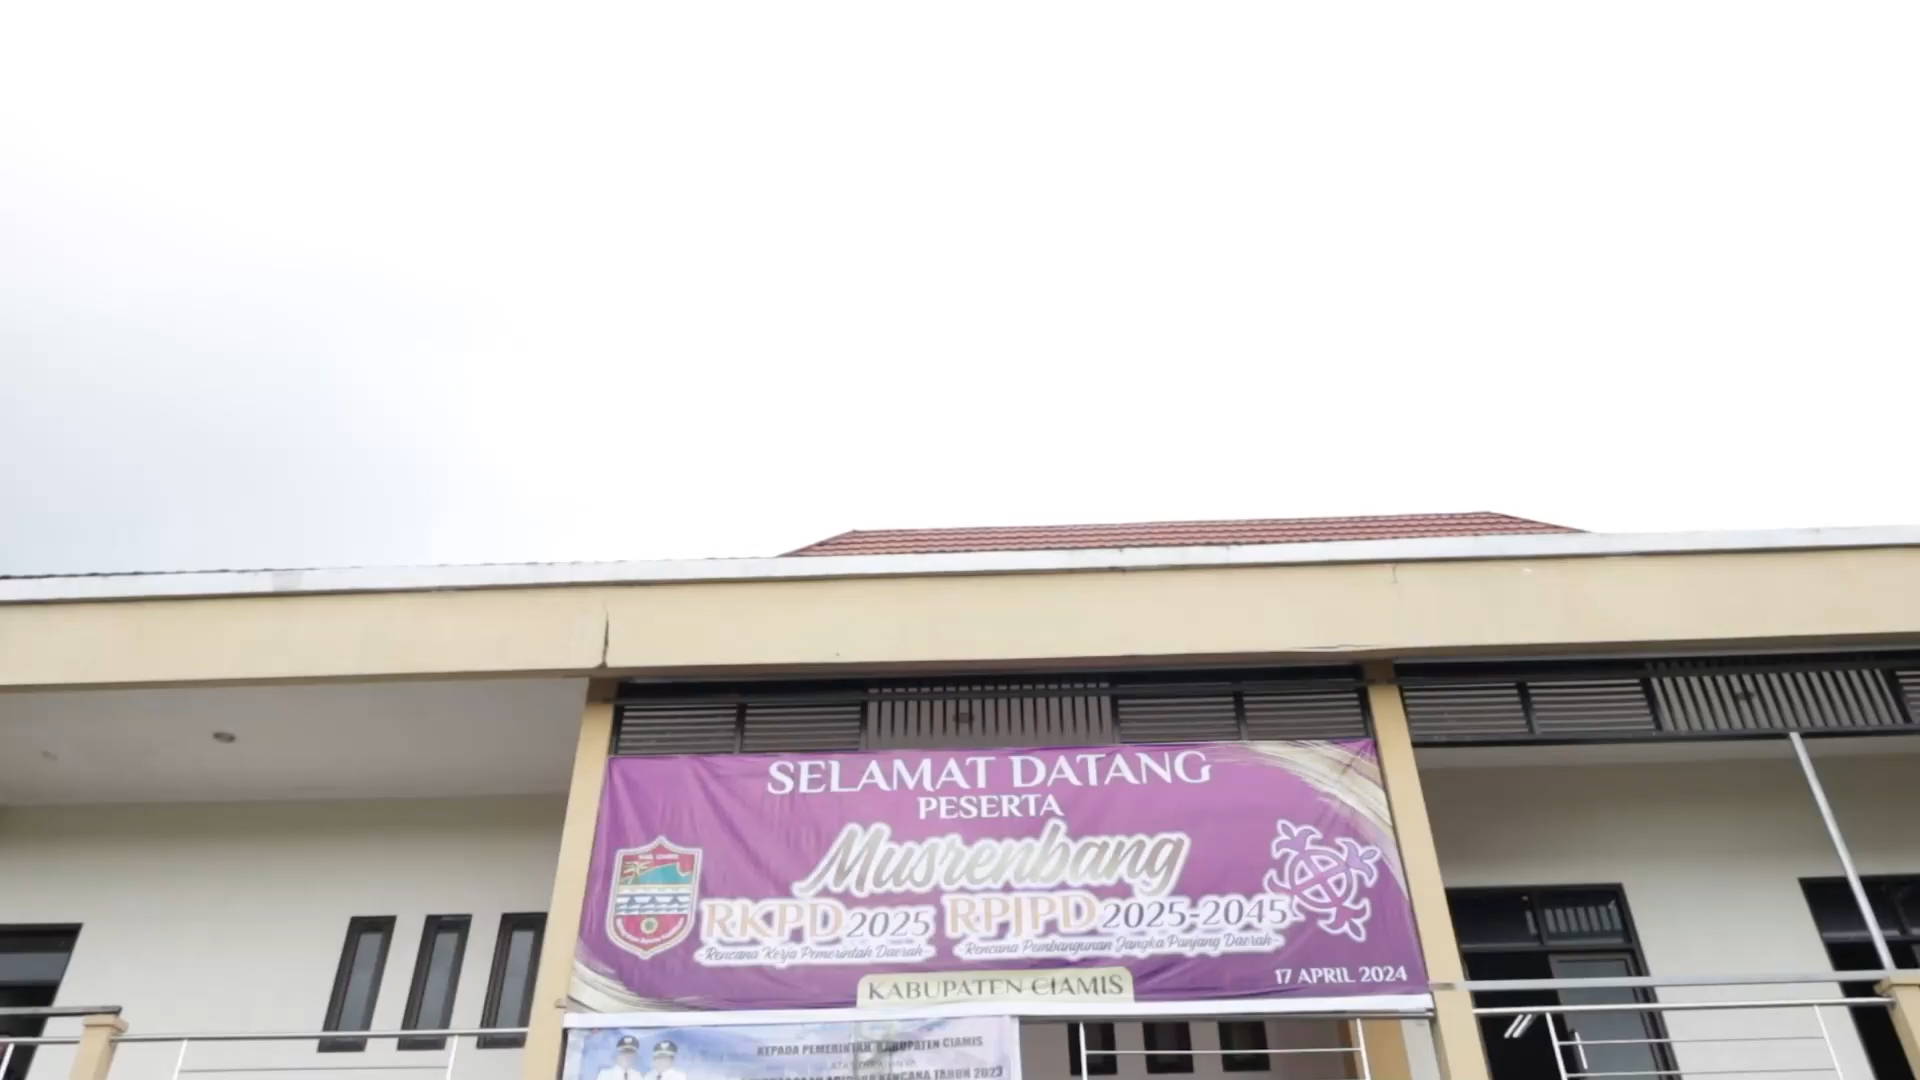 SELAMAT DATANG
PESERTA
Musrenbang
RKPD 2025 RPJPD 2025-2045
-Rencana Kerja Pemerintah Daerah- -Rencana Pembangunan Jangka Panjang Daerah-
17 APRIL 2024
KABUPATEN CIAMIS
KEPADA PEMERINTAH KABUPATEN CIAMIS
RENCANA TAHUN 2023